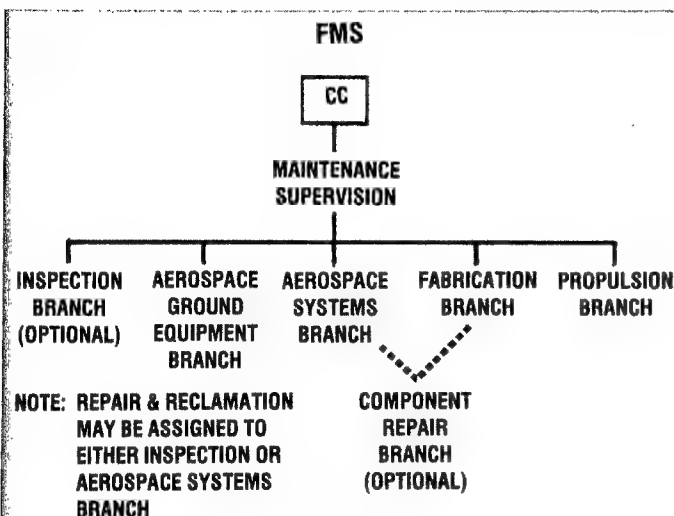 FMS
CC
MAINTENANCE
SUPERVISION
INSPECTION
BRANCH
(OPTIONAL)
AEROSPACE
GROUND
EQUIPMENT
BRANCH
AEROSPACE
SYSTEMS
BRANCH
FABRICATION
BRANCH
PROPULSION
BRANCH
NOTE: REPAIR & RECLAMATION
MAY BE ASSIGNED TO
EITHER INSPECTION OR
AEROSPACE SYSTEMS
BRANCH
COMPONENT
REPAIR
BRANCH
(OPTIONAL)